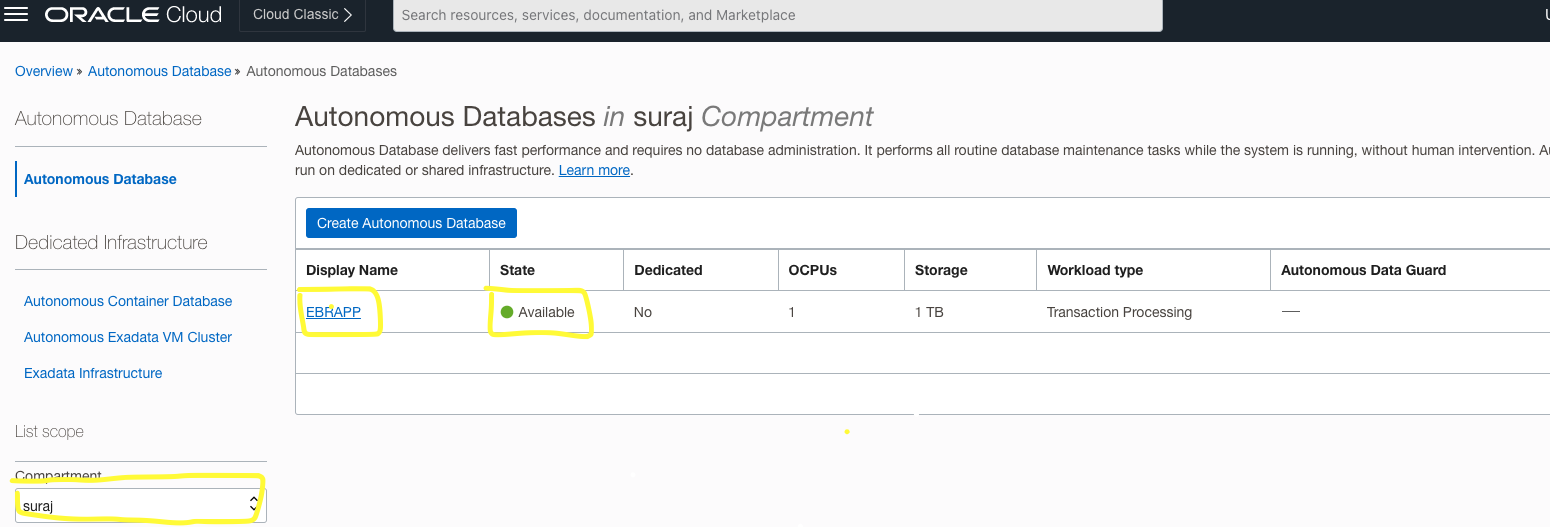 ORACLE Cloud Cloud Classic Search resources, services, documentation, and Marketplace
Overview » Autonomous Database » Autonomous Databases
Autonomous Database
Autonomous Database
Dedicated Infrastructure
Autonomous Container Database
Autonomous Exadata VM Cluster
Exadata Infrastructure
List scope
Compartment
suraj
Autonomous Databases in suraj Compartment
Autonomous Database delivers fast performance and requires no database administration. It performs all routine database maintenance tasks while the system is running, without human intervention.
run on dedicated or shared infrastructure. Learn more.
Create Autonomous Database
Display Name State Dedicated OCPUs Storage Workload type Autonomous Data Guard
EBRAPP Available No 1 1 TB Transaction Processing —